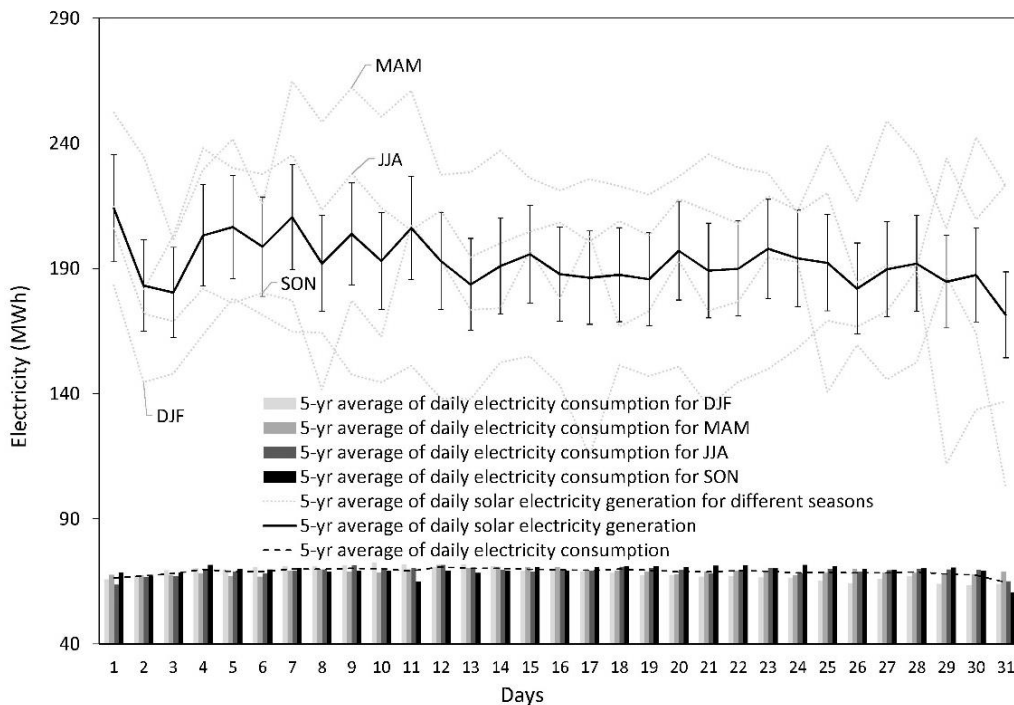 290
240
190
140
90
40
Electricity (MWh)
MAM
JJA
SON
DJF
5-yr average of daily electricity consumption for DJF
5-yr average of daily electricity consumption for MAM
5-yr average of daily electricity consumption for JJA
5-yr average of daily electricity consumption for SON
5-yr average of daily solar electricity generation for different seasons
5-yr average of daily solar electricity generation
5-yr average of daily electricity consumption
1 2 3 4 5 6 7 8 9 10 11 12 13 14 15 16 17 18 19 20 21 22 23 24 25 26 27 28 29 30 31
Days